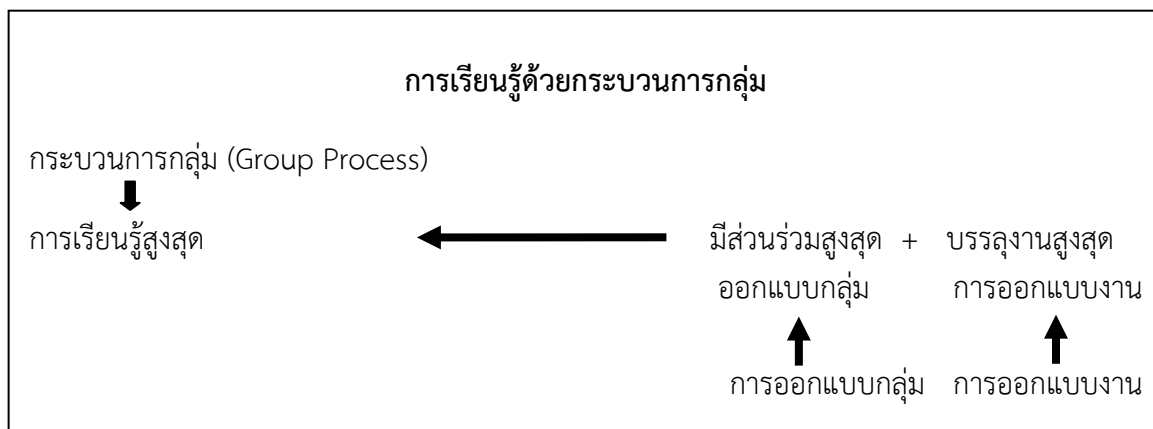 การเรียนรู้ด้วยกระบวนการกลุ่ม
กระบวนการกลุ่ม (Group Process)
การเรียนรู้สูงสุด มีส่วนร่วมสูงสุด + บรรลุงานสูงสุด
ออกแบบกลุ่ม การออกแบบงาน
การออกแบบกลุ่ม การออกแบบงาน